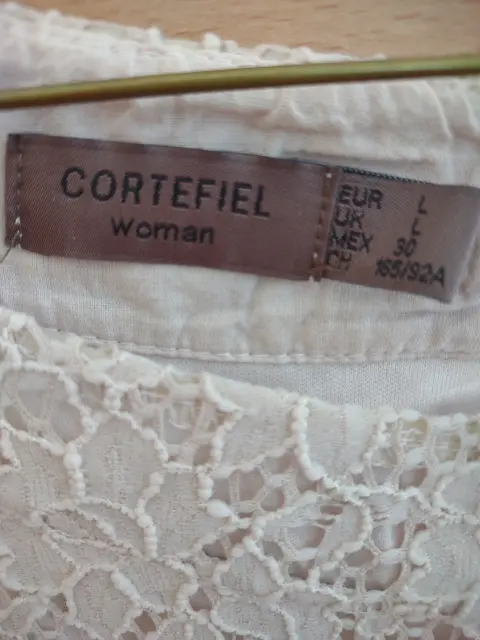 CORTEFIEL
Woman
EUR L
UK L
MEX 30
CH 165/92A